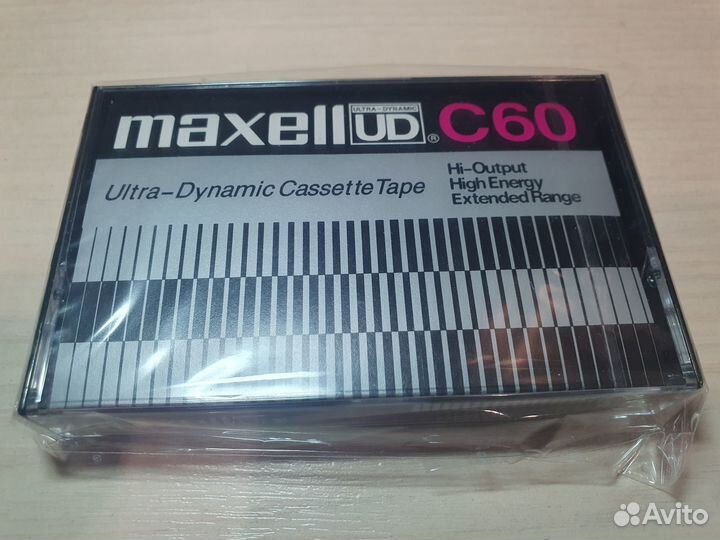 ULTRA-DYNAMIC
maxell UD® C60
Ultra-Dynamic Cassette Tape
Hi-Output
High Energy
Extended Range
Avito